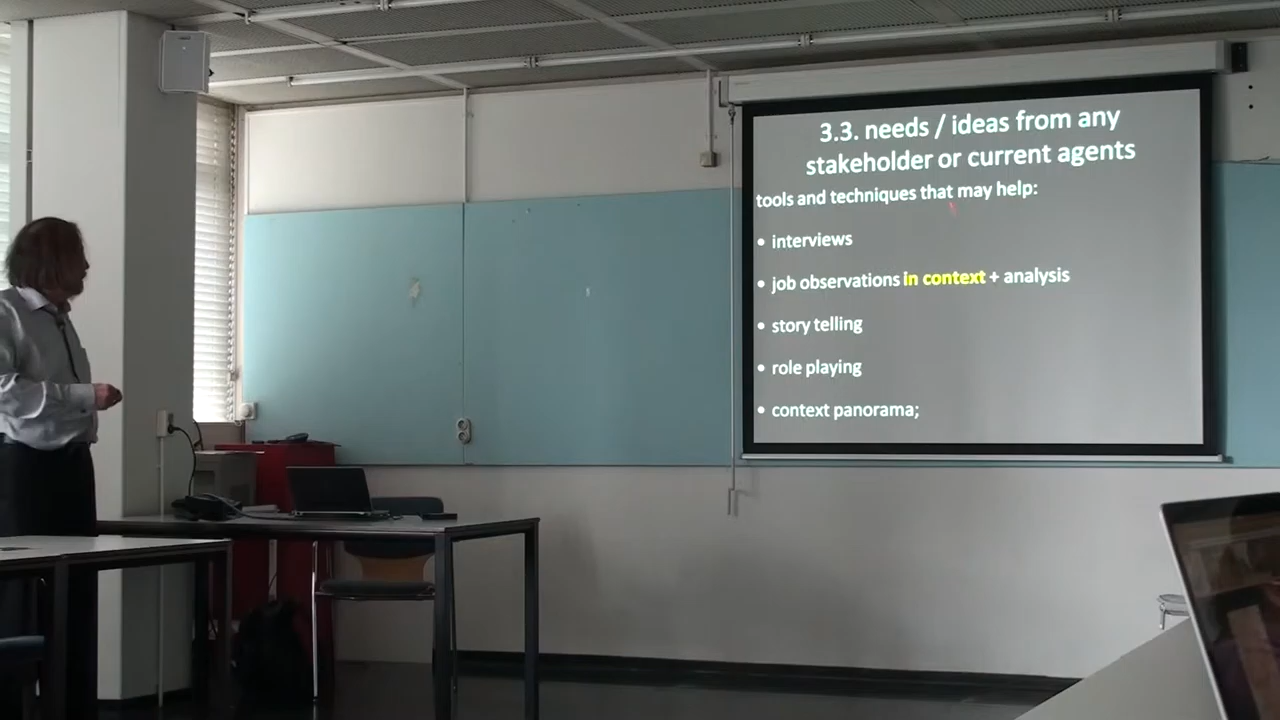 3.3. needs / ideas from any
stakeholder or current agents
tools and techniques that may help:
• interviews
• job observations in context + analysis
• story telling
• role playing
• context panorama;